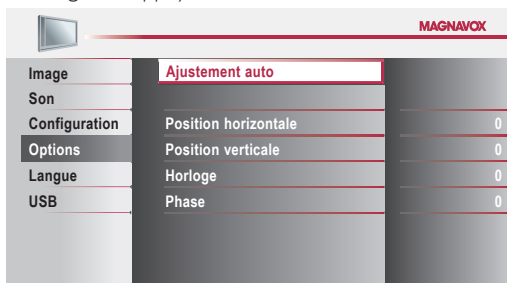 MAGNAVOX
Image
Son
Configuration
Options
Langue
USB
Ajustement auto
Position horizontale 0
Position verticale 0
Horloge 0
Phase 0